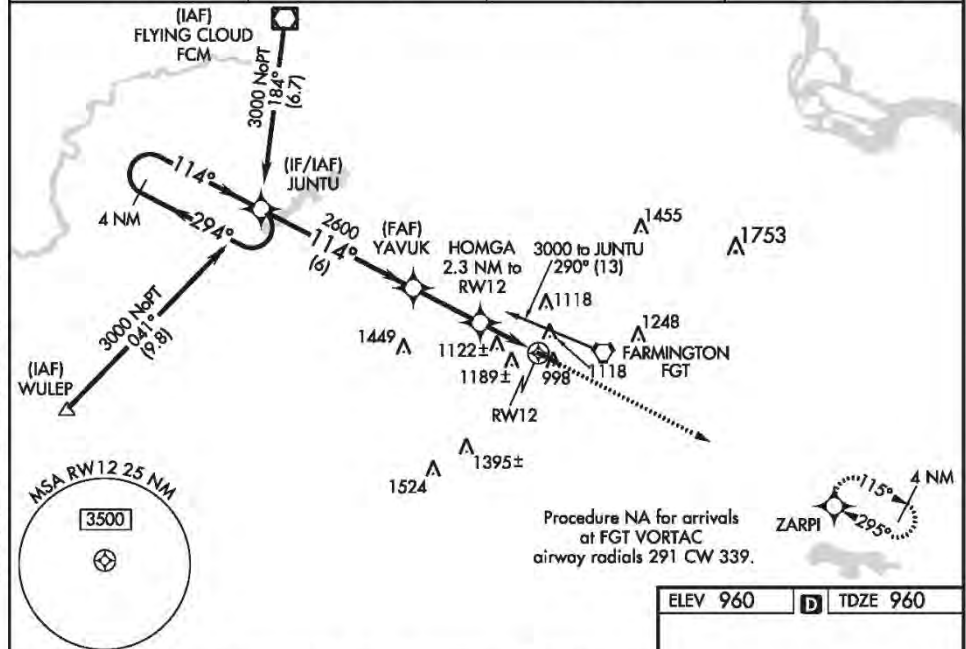 (IAF)
FLYING CLOUD
FCM
3000 NoPT
184°
(6.7)
(IF/IAF)
JUNTU
114°
4 NM
294°
2600
114°
(6)
(FAF)
YAVUK
HOMGA
2.3 NM to
RW12
3000 to JUNTU
290° (13)
1455
1753
1118
1449
1122±
1248
FARMINGTON
FGT
1189±
998
1118
RW12
3000 NoPT
041°
(9.8)
(IAF)
WULEP
1395±
1524
MSA RW12 25 NM
3500
Procedure NA for arrivals
at FGT VORTAC
airway radials 291 CW 339.
ZARPI
115°
4 NM
295°
ELEV 960 D TDZE 960